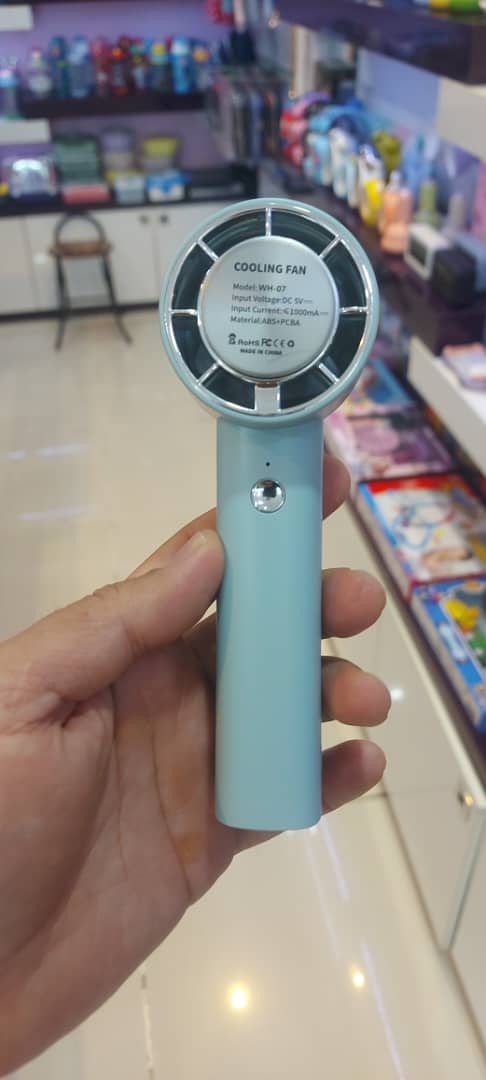 COOLING FAN
Model: WH-07
Input Voltage:DC 5V⎓
Input Current:⩽1000mA⎓
Material:ABS+PCBA
RoHS FC CE
MADE IN CHINA